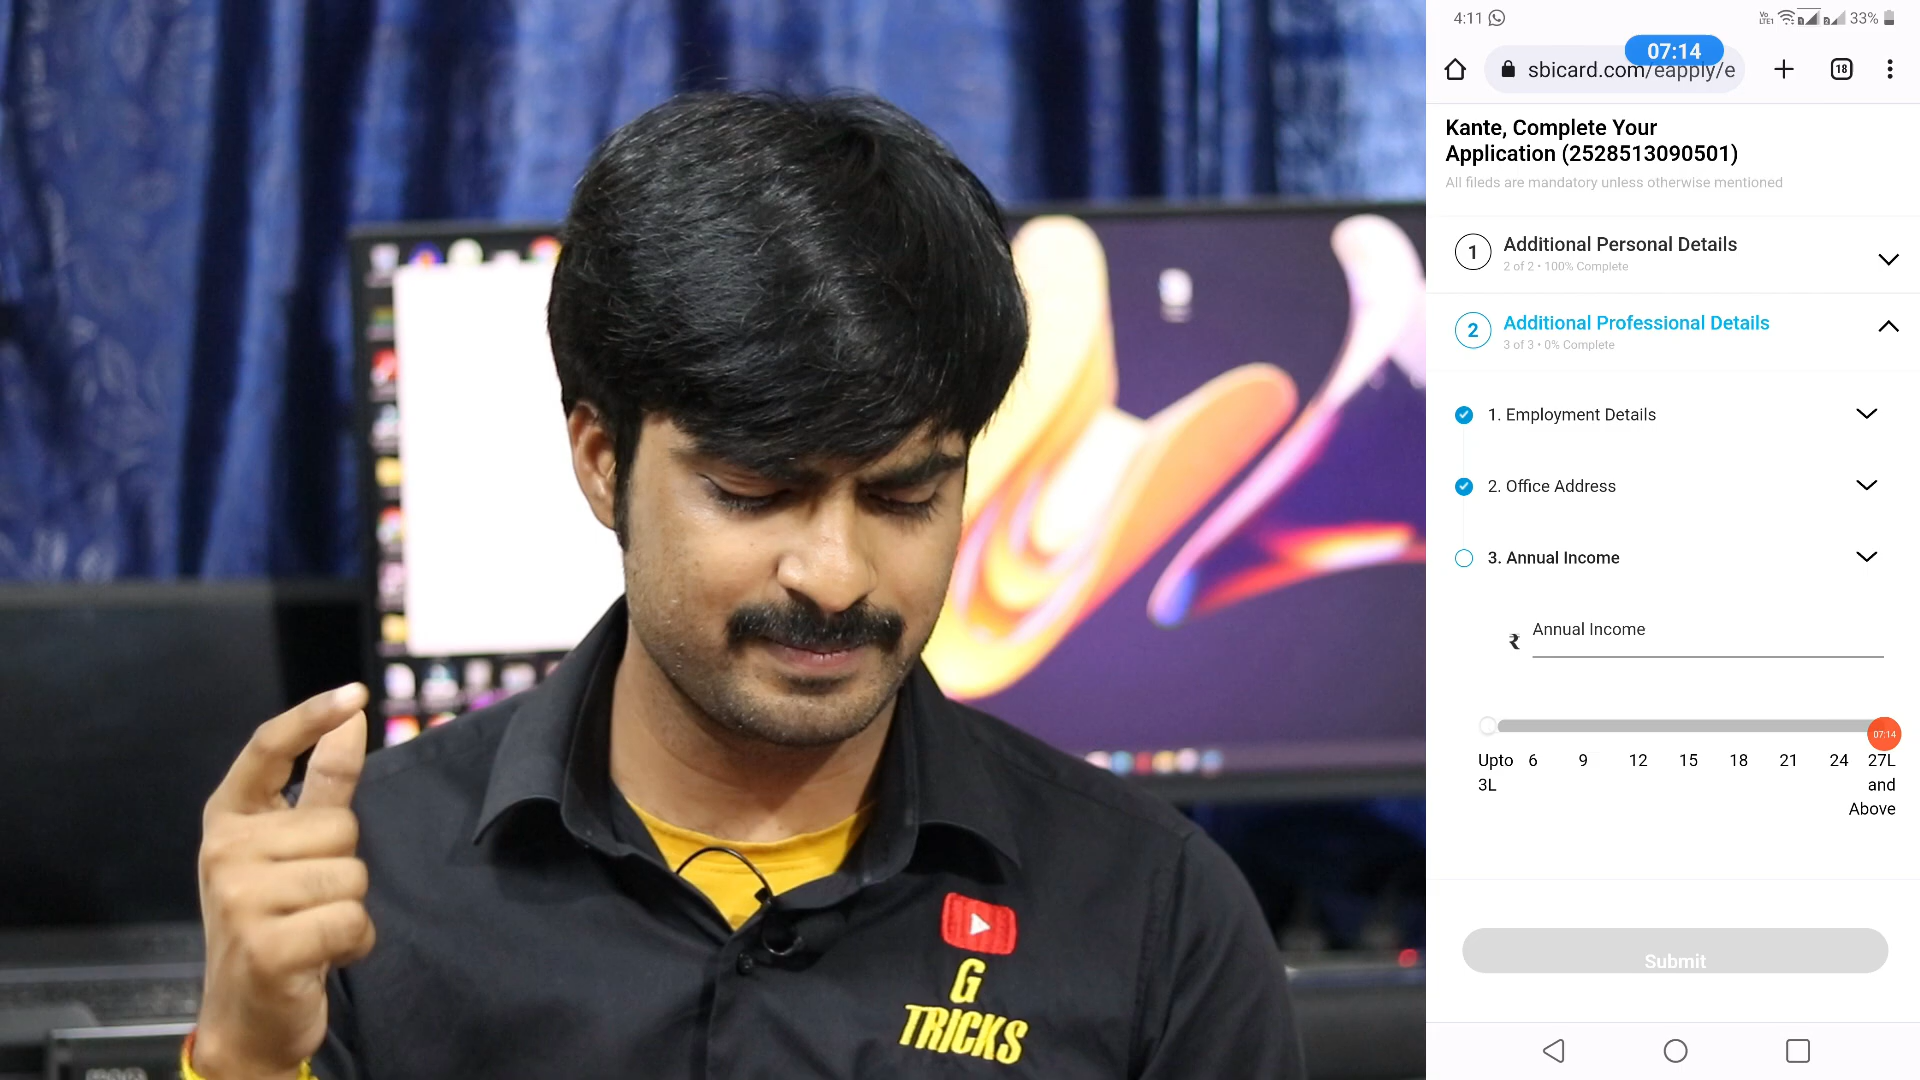 4:11
Vo
LTE1
33%
07:14
sbicard.com/eapply/e
18
Kante, Complete Your
Application (2528513090501)
All fileds are mandatory unless otherwise mentioned
1
Additional Personal Details
2 of 2 • 100% Complete
2
Additional Professional Details
3 of 3 • 0% Complete
1. Employment Details
2. Office Address
3. Annual Income
₹ Annual Income
07:14
Upto 6 9 12 15 18 21 24 27L
3L and
Above
Submit
G
TRICKS